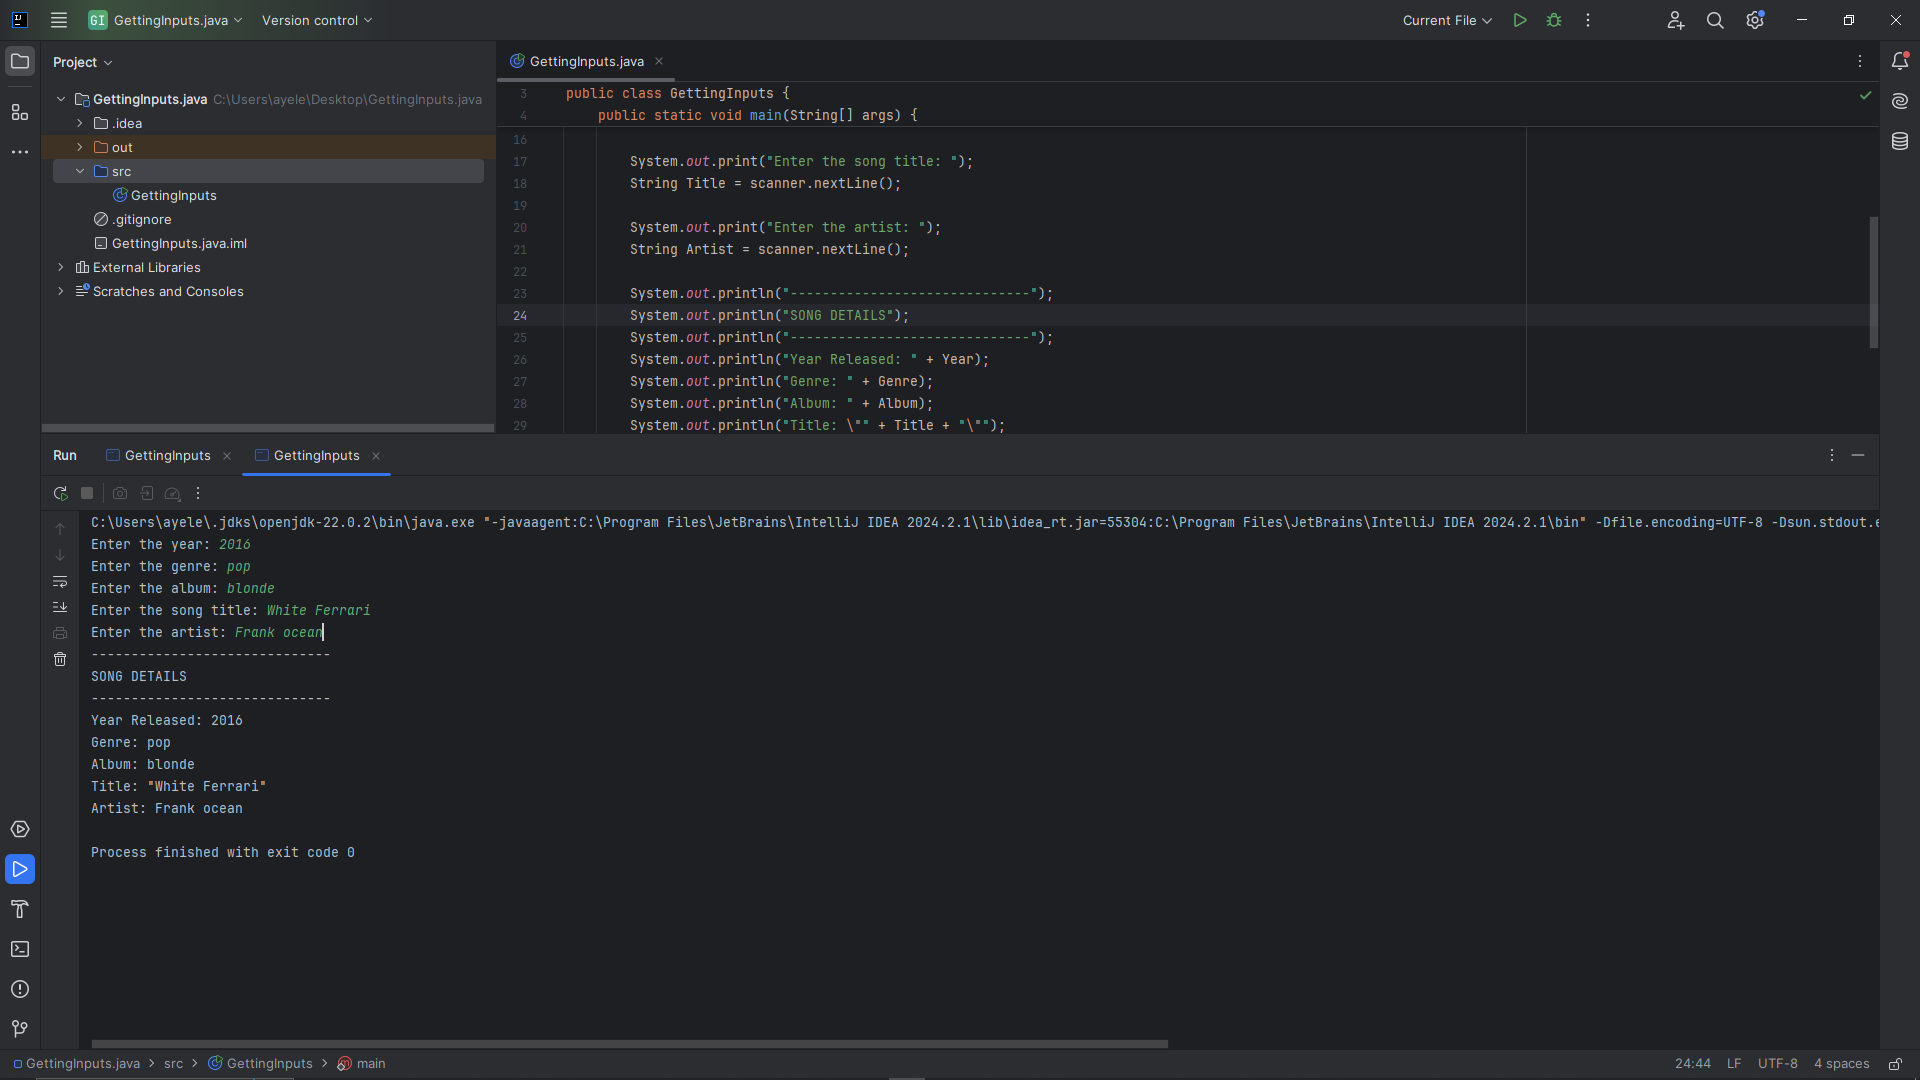 GI GettingInputs.java Version control Current File
Project
GettingInputs.java C:\Users\ayele\Desktop\GettingInputs.java
.idea
out
src
GettingInputs
.gitignore
GettingInputs.java.iml
External Libraries
Scratches and Consoles
GettingInputs.java
3 public class GettingInputs {
4 public static void main(String[] args) {
16
17 System.out.print("Enter the song title: ");
18 String Title = scanner.nextLine();
19
20 System.out.print("Enter the artist: ");
21 String Artist = scanner.nextLine();
22
23 System.out.println("------------------------------");
24 System.out.println("SONG DETAILS");
25 System.out.println("------------------------------");
26 System.out.println("Year Released: " + Year);
27 System.out.println("Genre: " + Genre);
28 System.out.println("Album: " + Album);
29 System.out.println("Title: \"" + Title + "\"");
Run GettingInputs GettingInputs
C:\Users\ayele\.jdks\openjdk-22.0.2\bin\java.exe "-javaagent:C:\Program Files\JetBrains\IntelliJ IDEA 2024.2.1\lib\idea_rt.jar=55304:C:\Program Files\JetBrains\IntelliJ IDEA 2024.2.1\bin" -Dfile.encoding=UTF-8 -Dsun.stdout.e
Enter the year: 2016
Enter the genre: pop
Enter the album: blonde
Enter the song title: White Ferrari
Enter the artist: Frank ocean
------------------------------
SONG DETAILS
------------------------------
Year Released: 2016
Genre: pop
Album: blonde
Title: "White Ferrari"
Artist: Frank ocean
Process finished with exit code 0
GettingInputs.java > src > GettingInputs > main 24:44 LF UTF-8 4 spaces